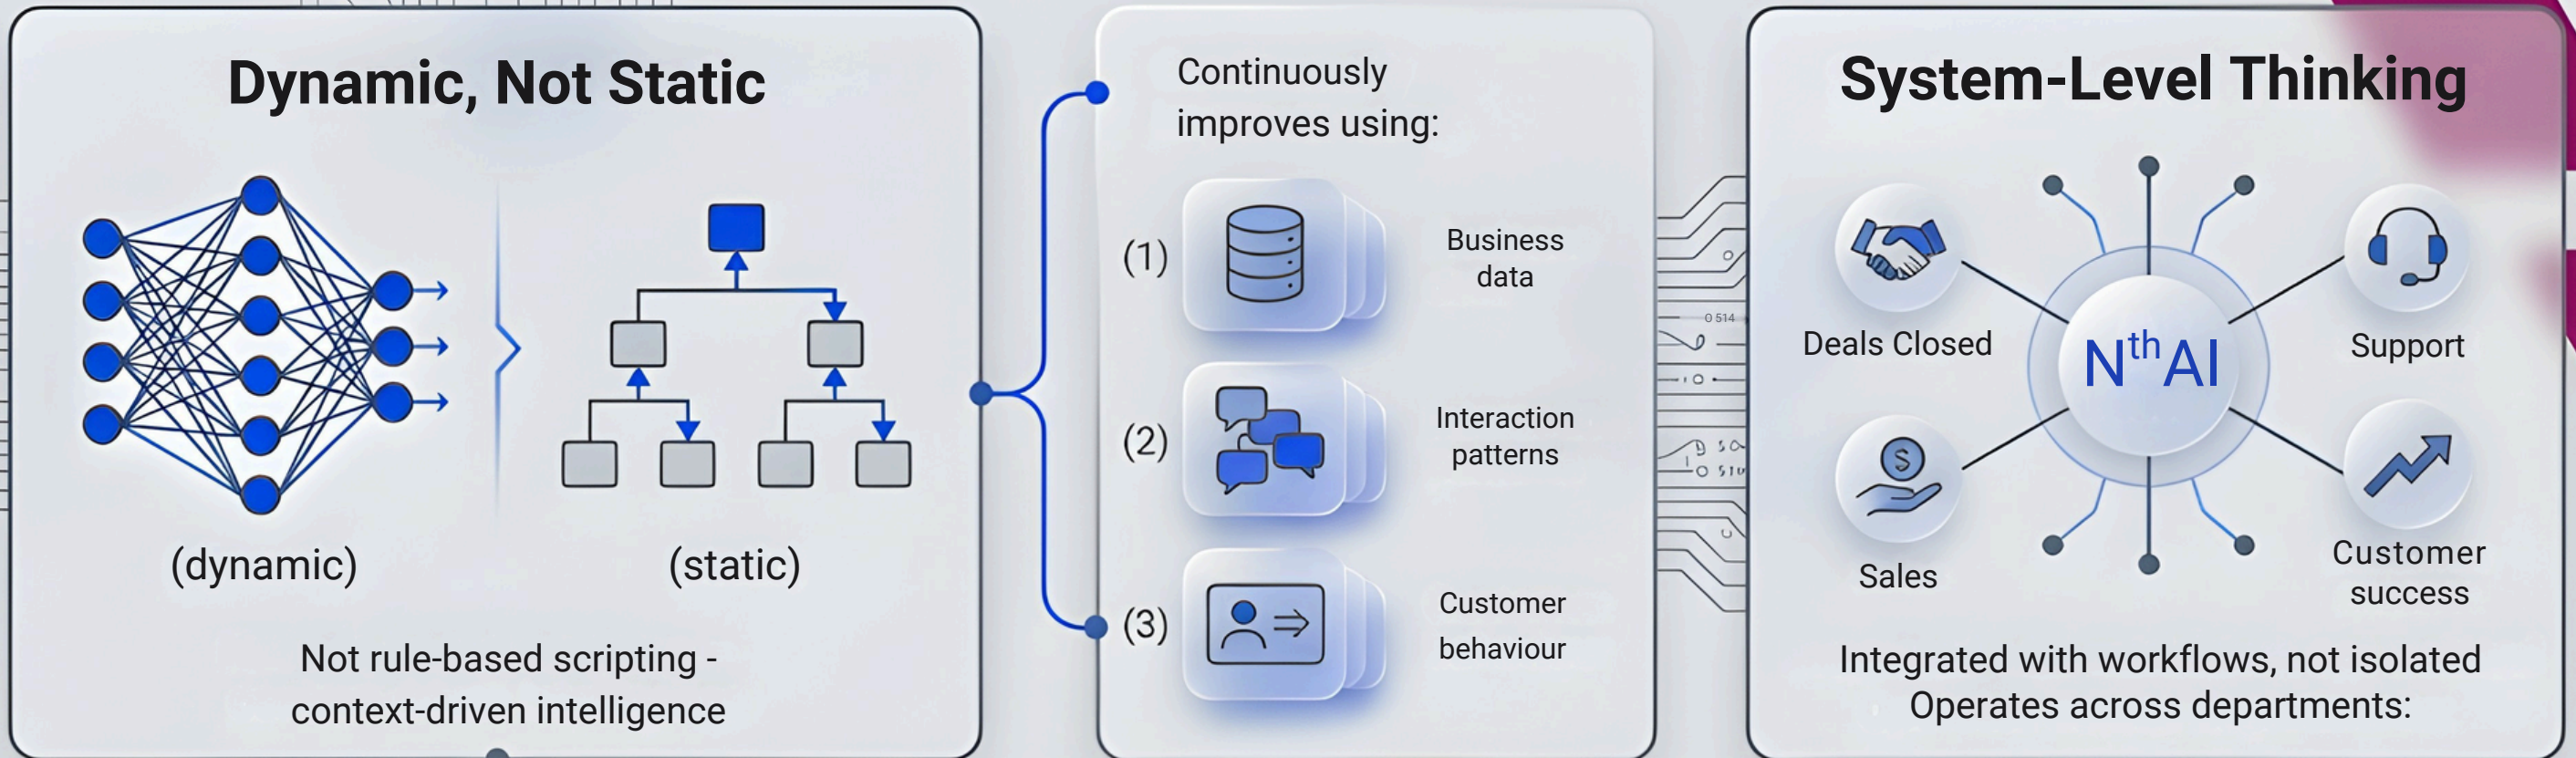 Dynamic, Not Static
(dynamic)
(static)
Not rule-based scripting -
context-driven intelligence
Continuously
improves using:
(1)
Business
data
(2)
Interaction
patterns
(3)
Customer
behaviour
0 514
System-Level Thinking
Deals Closed
Support
NthAI
$
Sales
Customer
success
Integrated with workflows, not isolated
Operates across departments: